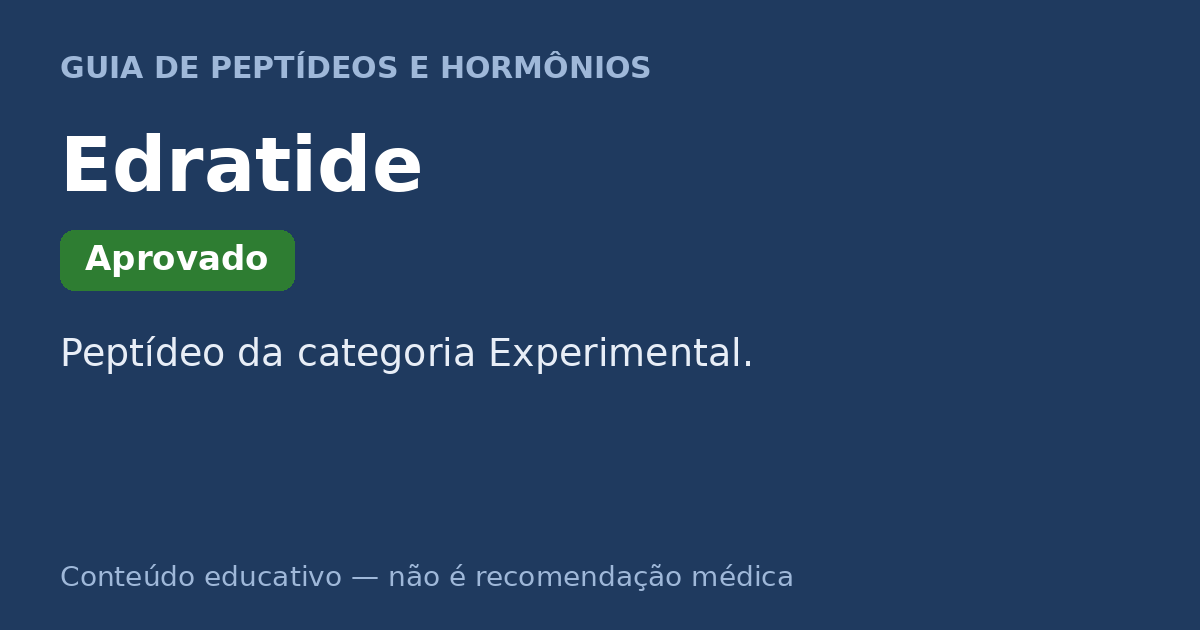 GUIA DE PEPTÍDEOS E HORMÔNIOS
Edratide
Aprovado
Peptídeo da categoria Experimental.
Conteúdo educativo — não é recomendação médica